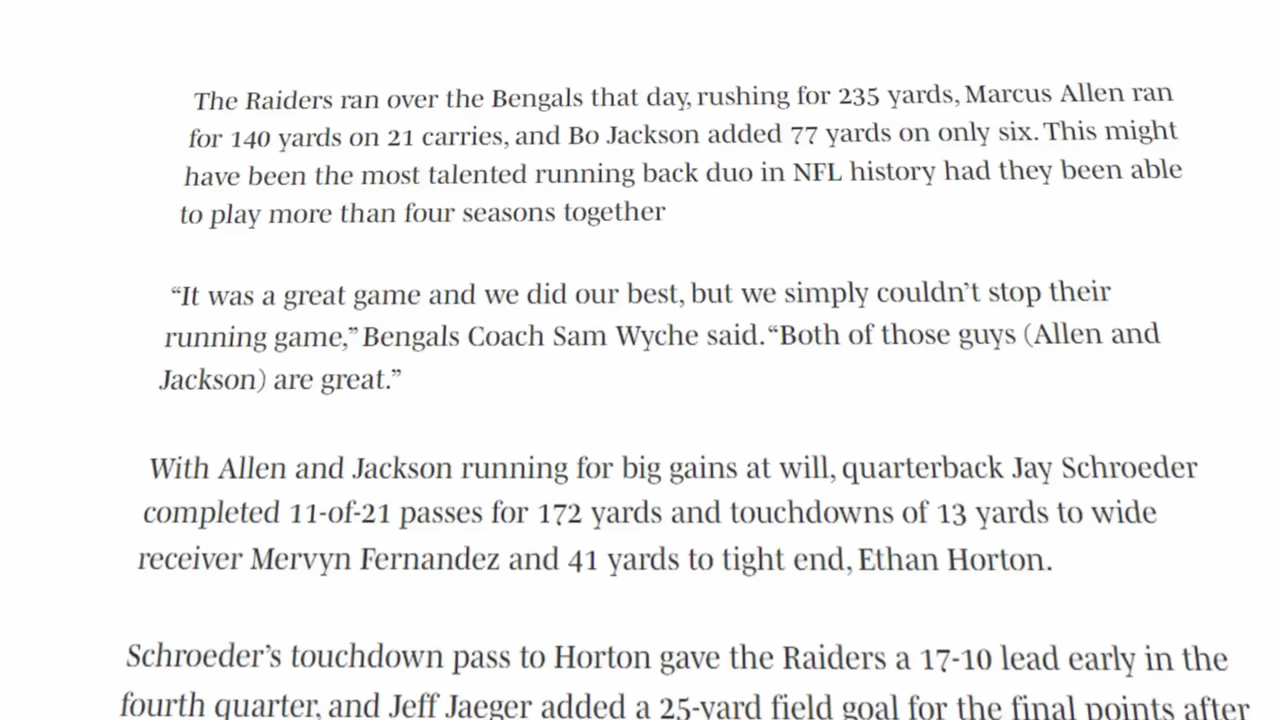 The Raiders ran over the Bengals that day, rushing for 235 yards, Marcus Allen ran
for 140 yards on 21 carries, and Bo Jackson added 77 yards on only six. This might
have been the most talented running back duo in NFL history had they been able
to play more than four seasons together
“It was a great game and we did our best, but we simply couldn’t stop their
running game,” Bengals Coach Sam Wyche said. “Both of those guys (Allen and
Jackson) are great.”
With Allen and Jackson running for big gains at will, quarterback Jay Schroeder
completed 11-of-21 passes for 172 yards and touchdowns of 13 yards to wide
receiver Mervyn Fernandez and 41 yards to tight end, Ethan Horton.
Schroeder’s touchdown pass to Horton gave the Raiders a 17-10 lead early in the
fourth quarter, and Jeff Jaeger added a 25-yard field goal for the final points after